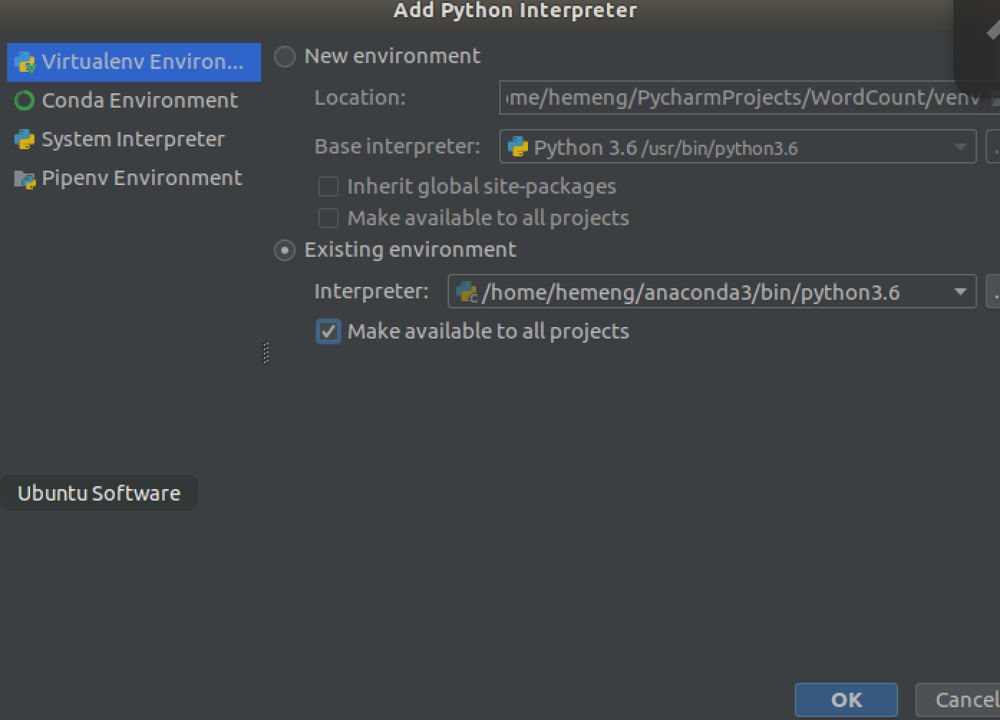 Add Python Interpreter
Virtualenv Environ...
Conda Environment
System Interpreter
Pipenv Environment
New environment
Location: me/hemeng/PycharmProjects/WordCount/venv
Base interpreter: Python 3.6 /usr/bin/python3.6
Inherit global site-packages
Make available to all projects
Existing environment
Interpreter: /home/hemeng/anaconda3/bin/python3.6
Make available to all projects
Ubuntu Software
OK
Cancel